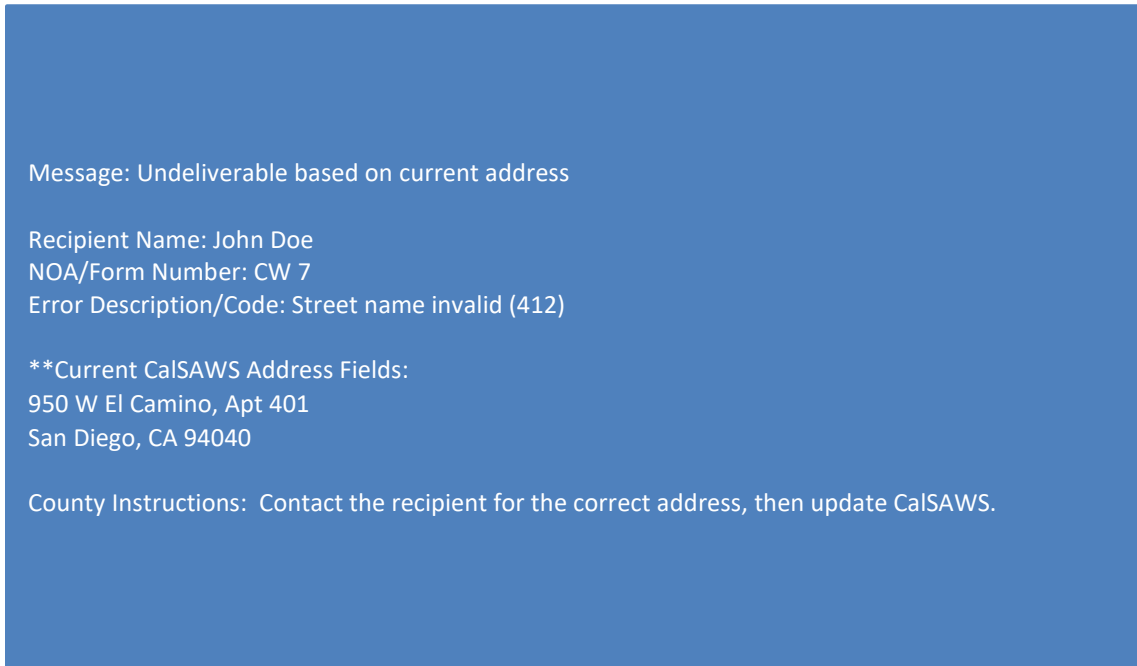 Message: Undeliverable based on current address
Recipient Name: John Doe
NOA/Form Number: CW 7
Error Description/Code: Street name invalid (412)
**Current CalSAWS Address Fields:
950 W El Camino, Apt 401
San Diego, CA 94040
County Instructions:  Contact the recipient for the correct address, then update CalSAWS.